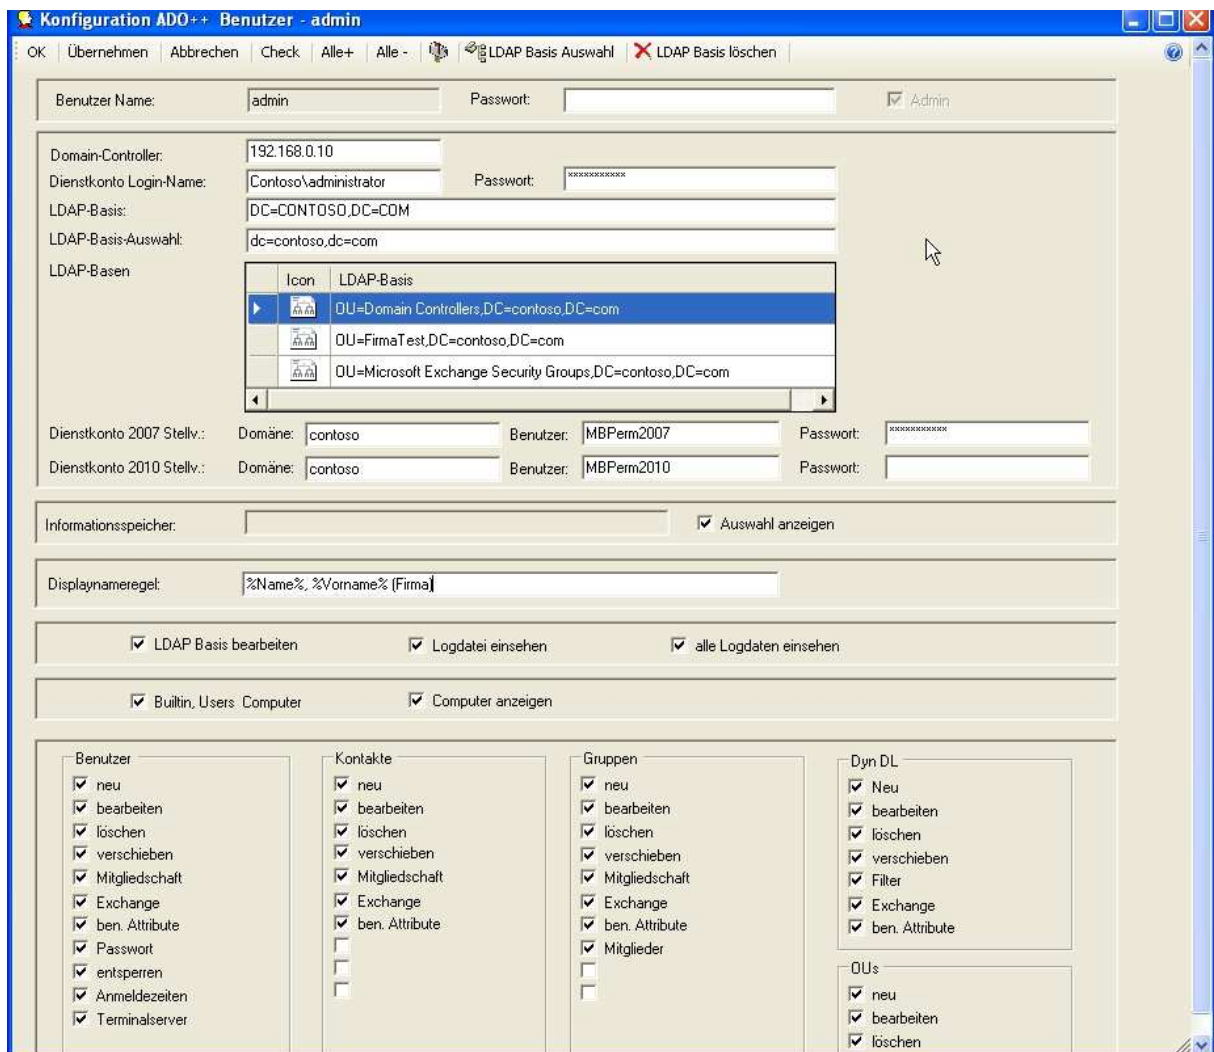 Konfiguration ADO++ Benutzer - admin
OK Übernehmen Abbrechen Check Alle+ Alle - LDAP Basis Auswahl LDAP Basis löschen
Benutzer Name: admin Passwort: Admin
Domain-Controller: 192.168.0.10
Dienstkonto Login-Name: Contoso\administrator Passwort: ***********
LDAP-Basis: DC=CONTOSO,DC=COM
LDAP-Basis-Auswahl: dc=contoso,dc=com
LDAP-Basen
Icon LDAP-Basis
OU=Domain Controllers,DC=contoso,DC=com
OU=FirmaTest,DC=contoso,DC=com
OU=Microsoft Exchange Security Groups,DC=contoso,DC=com
Dienstkonto 2007 Stellv.: Domäne: contoso Benutzer: MBPerm2007 Passwort: ***********
Dienstkonto 2010 Stellv.: Domäne: contoso Benutzer: MBPerm2010 Passwort:
Informationsspeicher: Auswahl anzeigen
Displaynameregel: %Name%, %Vorname% (Firma)
LDAP Basis bearbeiten Logdatei einsehen alle Logdaten einsehen
Builtin, Users Computer Computer anzeigen
Benutzer
neu
bearbeiten
löschen
verschieben
Mitgliedschaft
Exchange
ben. Attribute
Passwort
entsperren
Anmeldezeiten
Terminalserver
Kontakte
neu
bearbeiten
löschen
verschieben
Mitgliedschaft
Exchange
ben. Attribute
Gruppen
neu
bearbeiten
löschen
verschieben
Mitgliedschaft
Exchange
ben. Attribute
Mitglieder
Dyn DL
Neu
bearbeiten
löschen
verschieben
Filter
Exchange
ben. Attribute
OUs
neu
bearbeiten
löschen